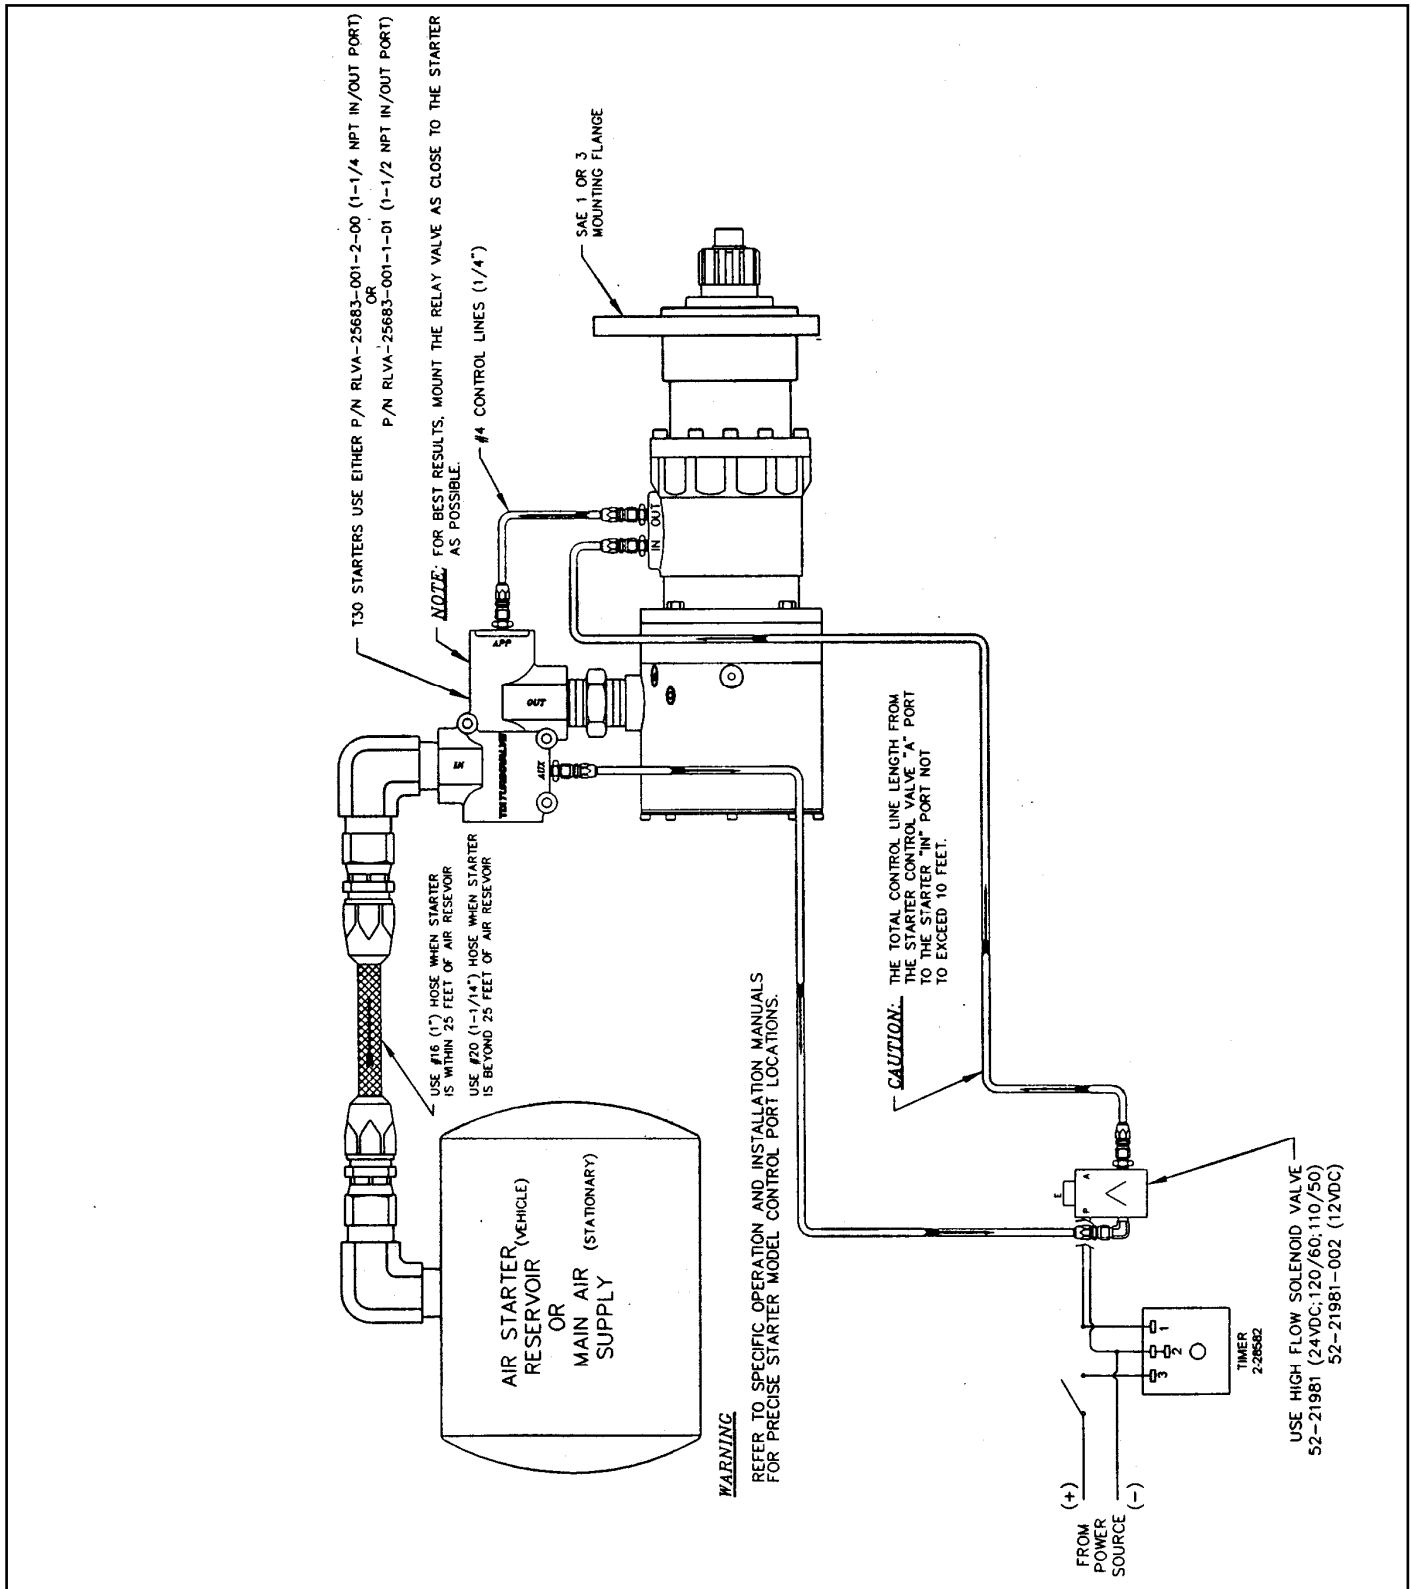 T30 STARTERS USE EITHER P/N RLVA-25683-001-2-00 (1-1/4 NPT IN/OUT PORT)
OR
P/N RLVA-25683-001-1-01 (1-1/2 NPT IN/OUT PORT)
NOTE: FOR BEST RESULTS, MOUNT THE RELAY VALVE AS CLOSE TO THE STARTER
AS POSSIBLE.
#4 CONTROL LINES (1/4")
SAE 1 OR 3
MOUNTING FLANGE
IN
APP
OUT
AUX
IN
OUT
USE #16 (1") HOSE WHEN STARTER
IS WITHIN 25 FEET OF AIR RESEVOIR
USE #20 (1-1/14") HOSE WHEN STARTER
IS BEYOND 25 FEET OF AIR RESEVOIR
AIR STARTER (VEHICLE)
RESERVOIR
OR
MAIN AIR (STATIONARY)
SUPPLY
WARNING
REFER TO SPECIFIC OPERATION AND INSTALLATION MANUALS
FOR PRECISE STARTER MODEL CONTROL PORT LOCATIONS.
CAUTION: THE TOTAL CONTROL LINE LENGTH FROM
THE STARTER CONTROL VALVE "A" PORT
TO THE STARTER "IN" PORT NOT
TO EXCEED 10 FEET.
E
P
A
1
2
3
TIMER
2-28582
(+)
FROM
POWER
SOURCE
(-)
USE HIGH FLOW SOLENOID VALVE
52-21981 (24VDC;120/60;110/50)
52-21981-002 (12VDC)